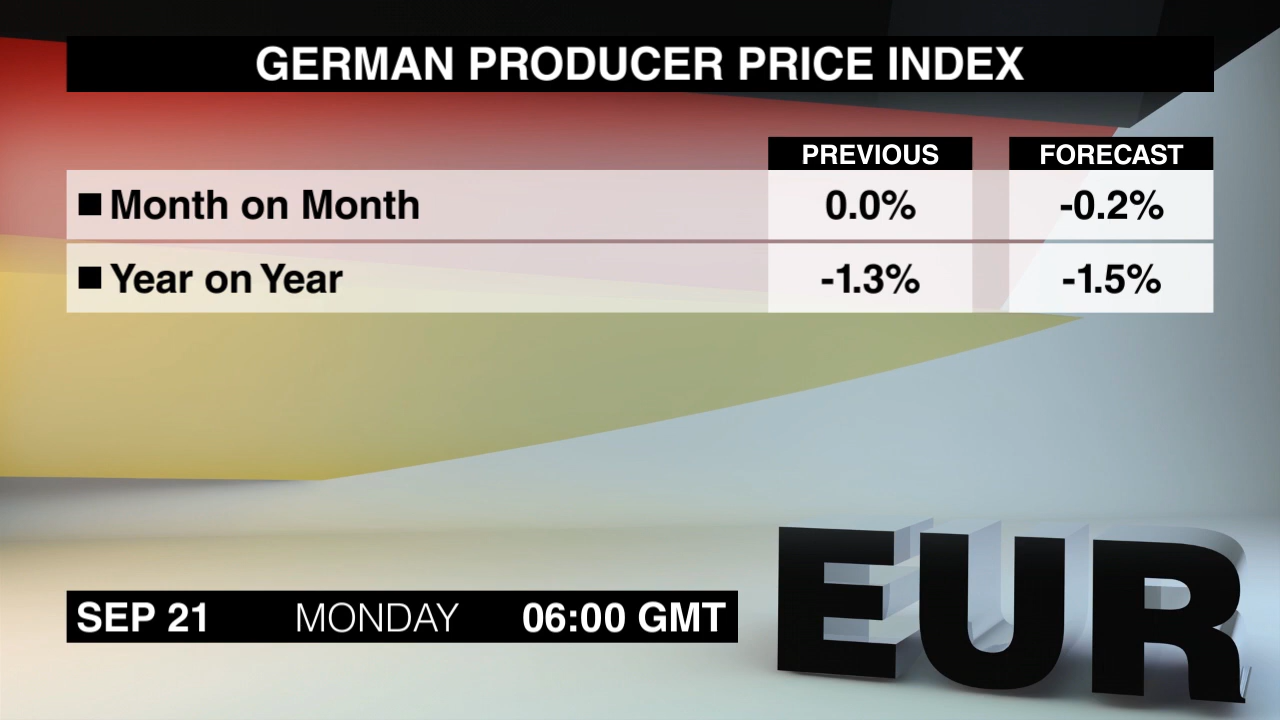 GERMAN PRODUCER PRICE INDEX
PREVIOUS FORECAST
Month on Month 0.0% -0.2%
Year on Year -1.3% -1.5%
SEP 21 MONDAY 06:00 GMT
EUR